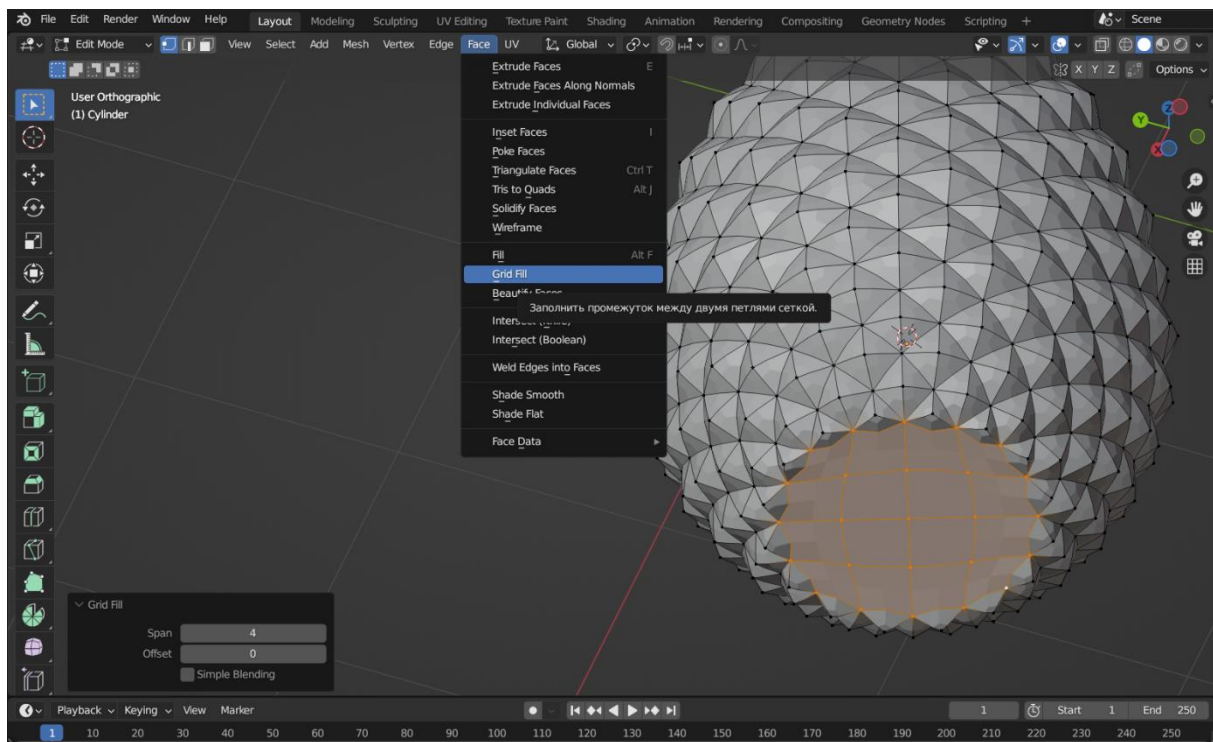 File Edit Render Window Help Layout Modeling Sculpting UV Editing Texture Paint Shading Animation Rendering Compositing Geometry Nodes Scripting + Scene
Edit Mode View Select Add Mesh Vertex Edge Face UV Global
X Y Z Options
User Orthographic
(1) Cylinder
Extrude Faces E
Extrude Faces Along Normals
Extrude Individual Faces
Inset Faces I
Poke Faces
Triangulate Faces Ctrl T
Tris to Quads Alt J
Solidify Faces
Wireframe
Fill Alt F
Grid Fill
Beautify Faces
Заполнить промежуток между двумя петлями сеткой.
Intersect (Knife)
Intersect (Boolean)
Weld Edges into Faces
Shade Smooth
Shade Flat
Face Data
Z
Y
X
Grid Fill
Span 4
Offset 0
Simple Blending
Playback Keying View Marker 1 Start 1 End 250
1 10 20 30 40 50 60 70 80 90 100 110 120 130 140 150 160 170 180 190 200 210 220 230 240 250